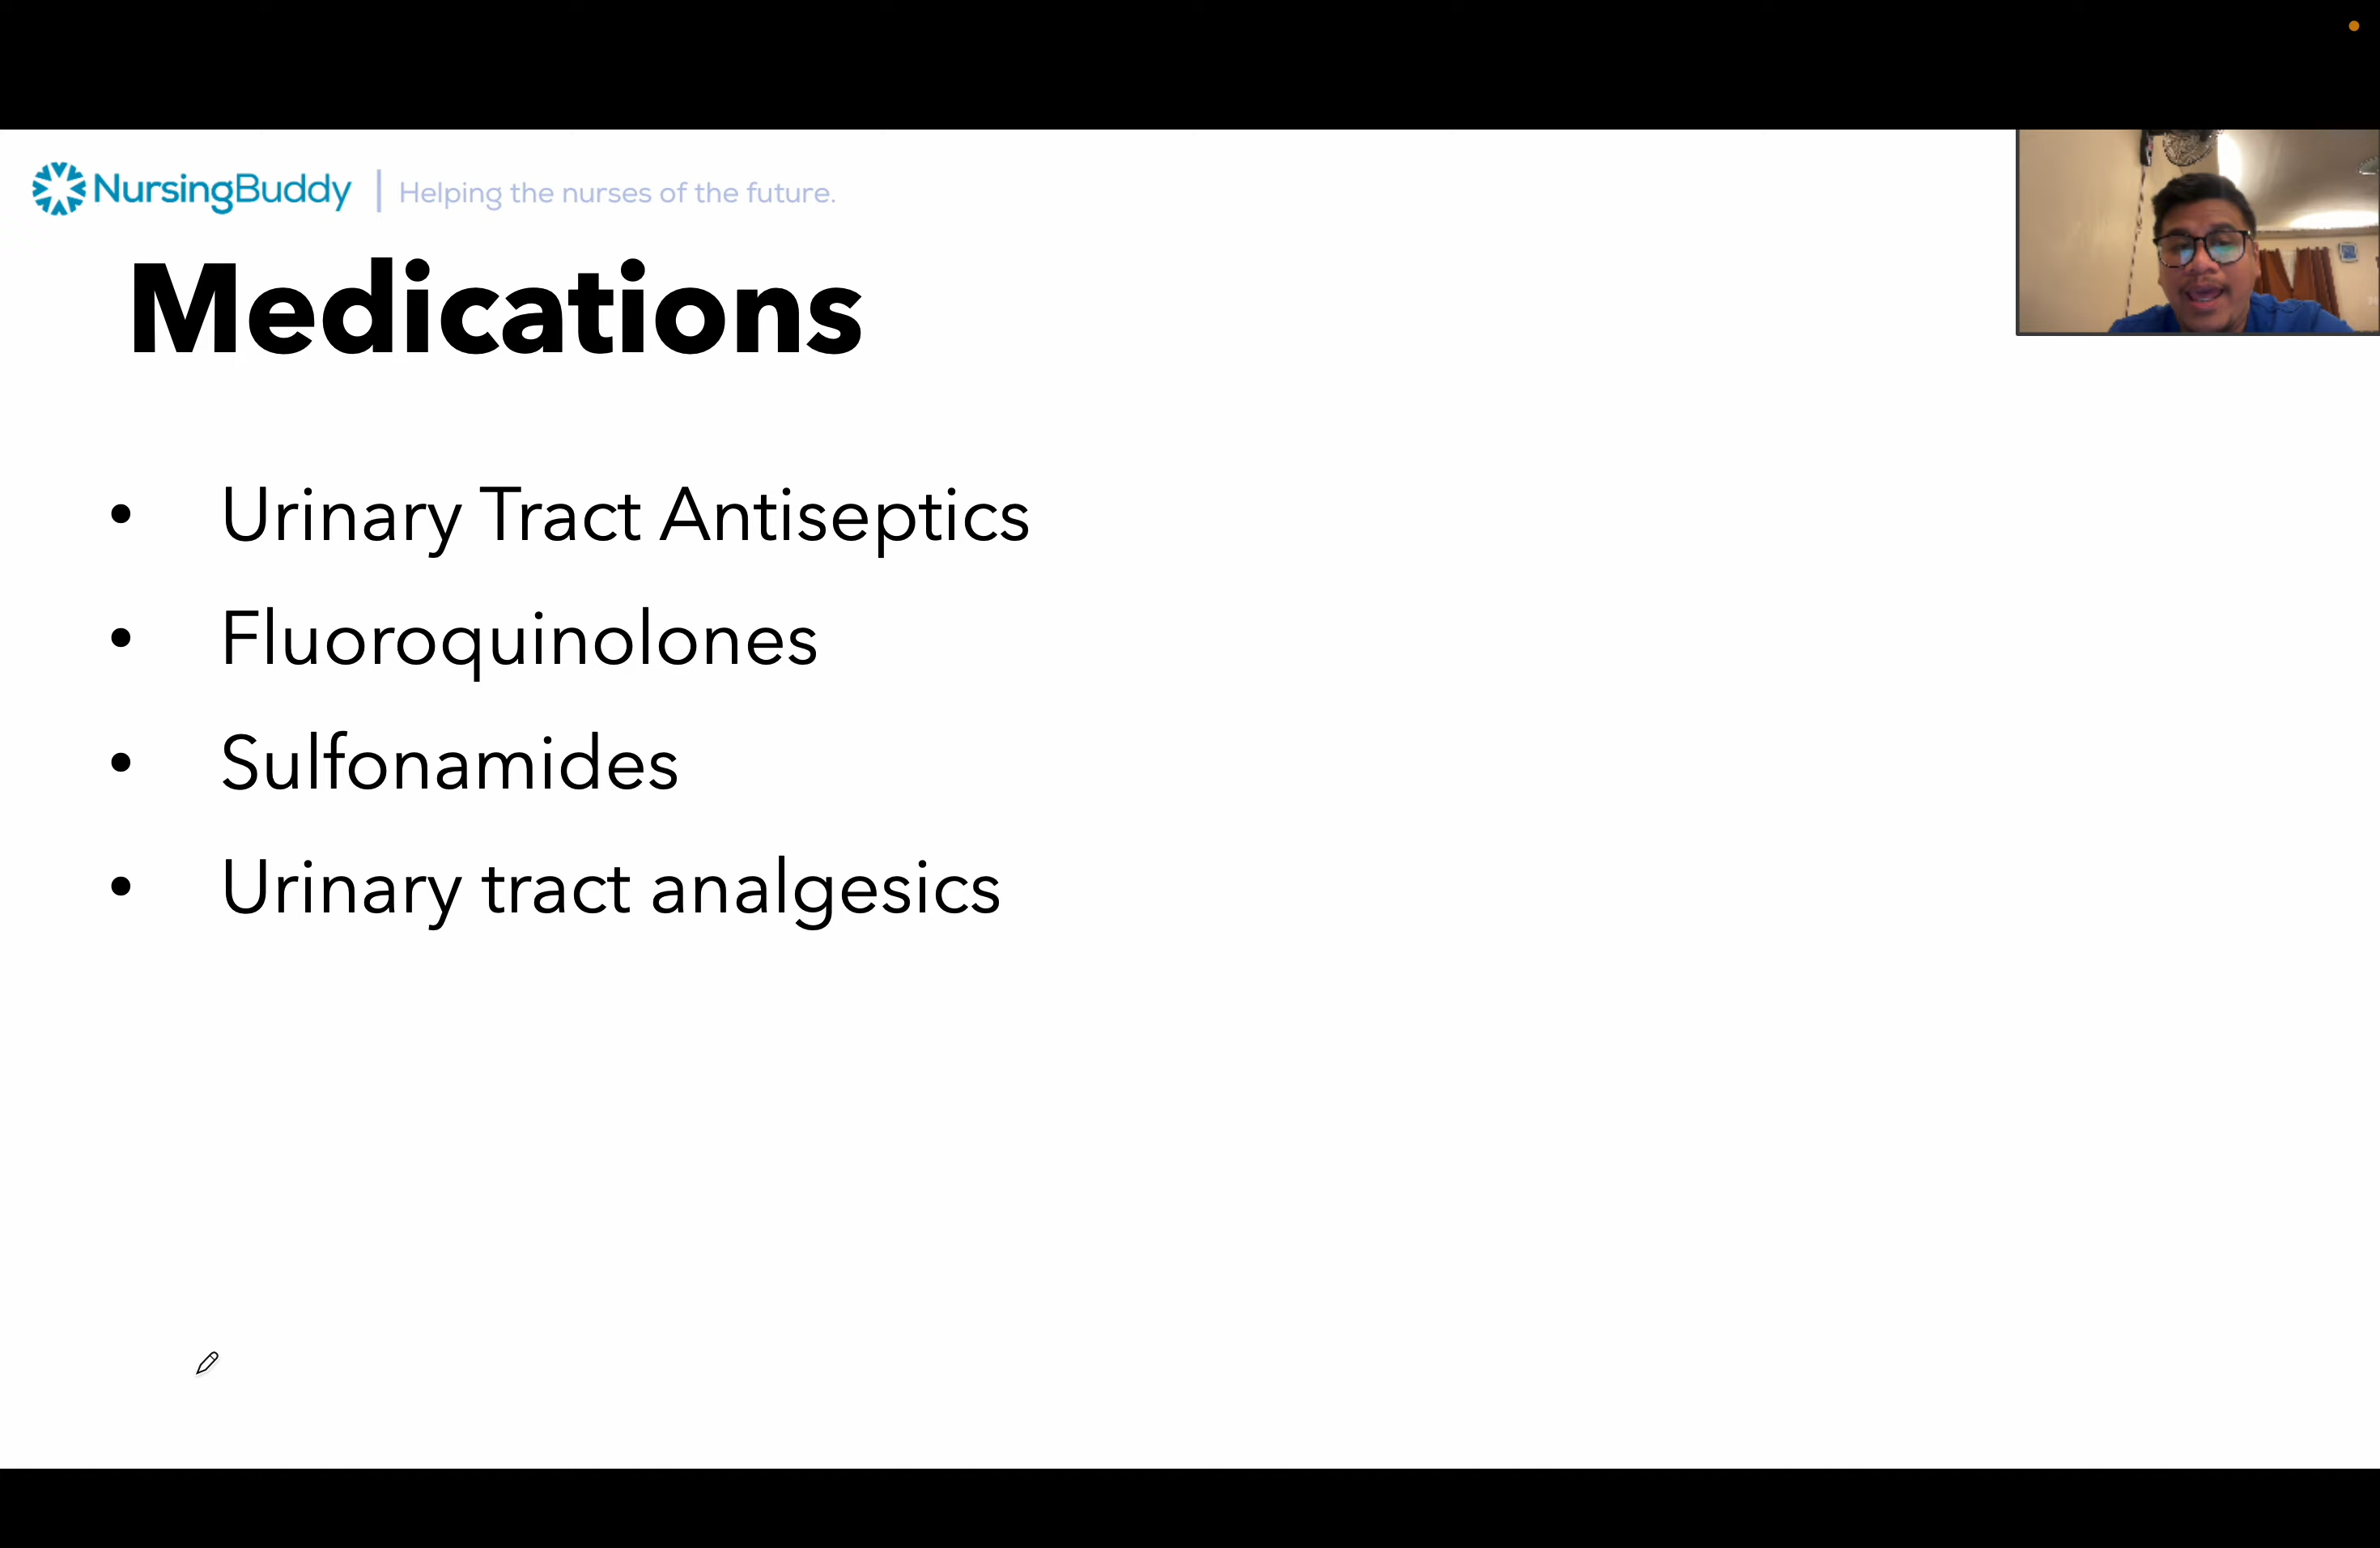 NursingBuddy | Helping the nurses of the future.
Medications
• Urinary Tract Antiseptics
• Fluoroquinolones
• Sulfonamides
• Urinary tract analgesics